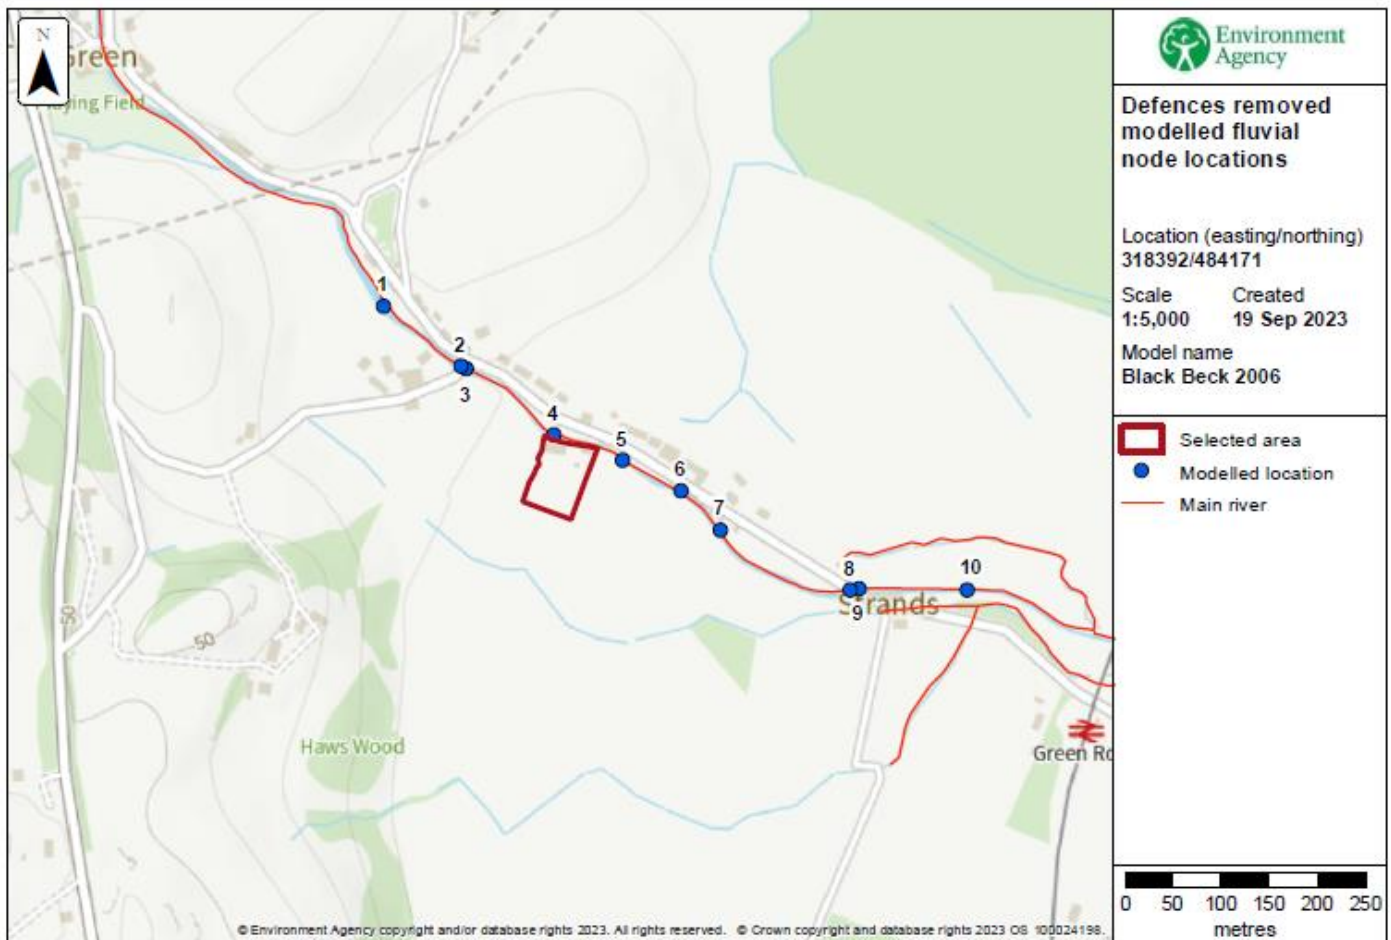 N
Green
Playing Field
1
2
3
4
5
6
7
8
9
10
Strands
50
50
Haws Wood
Green Ro
© Environment Agency copyright and/or database rights 2023. All rights reserved. © Crown copyright and database rights 2023 OS 100024198.
Environment
Agency
Defences removed
modelled fluvial
node locations
Location (easting/northing)
318392/484171
Scale Created
1:5,000 19 Sep 2023
Model name
Black Beck 2006
Selected area
Modelled location
Main river
0 50 100 150 200 250
metres